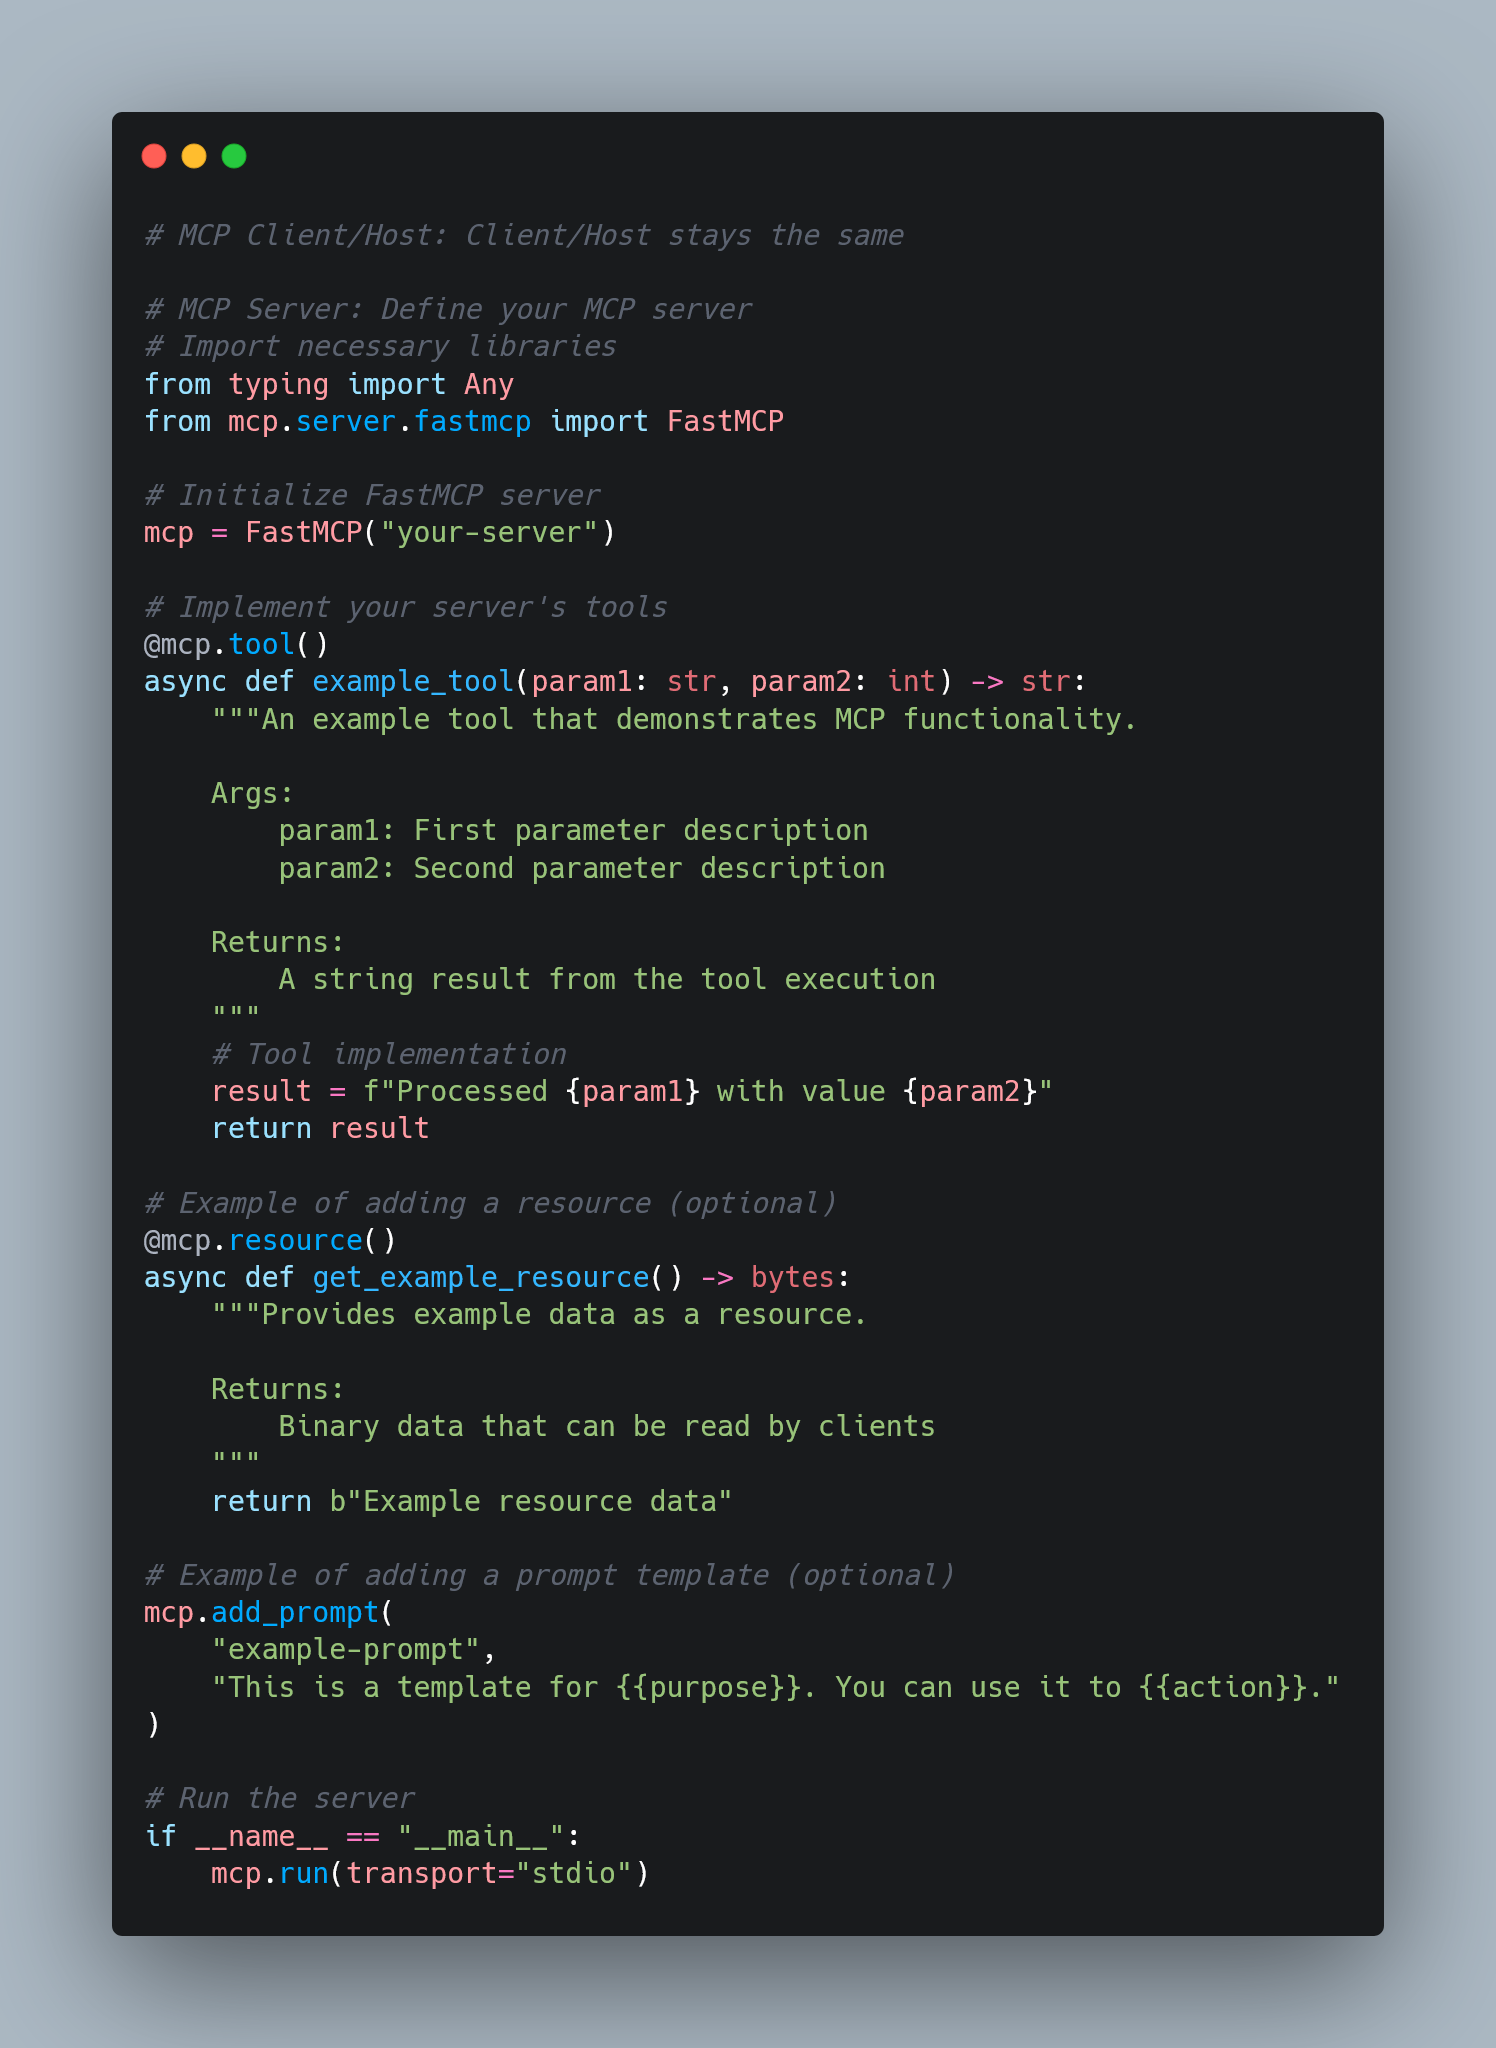 # MCP Client/Host: Client/Host stays the same

# MCP Server: Define your MCP server
# Import necessary libraries
from typing import Any
from mcp.server.fastmcp import FastMCP

# Initialize FastMCP server
mcp = FastMCP("your-server")

# Implement your server's tools
@mcp.tool()
async def example_tool(param1: str, param2: int) -> str:
    """An example tool that demonstrates MCP functionality.

    Args:
        param1: First parameter description
        param2: Second parameter description

    Returns:
        A string result from the tool execution
    """
    # Tool implementation
    result = f"Processed {param1} with value {param2}"
    return result

# Example of adding a resource (optional)
@mcp.resource()
async def get_example_resource() -> bytes:
    """Provides example data as a resource.

    Returns:
        Binary data that can be read by clients
    """
    return b"Example resource data"

# Example of adding a prompt template (optional)
mcp.add_prompt(
    "example-prompt",
    "This is a template for {{purpose}}. You can use it to {{action}}."
)

# Run the server
if __name__ == "__main__":
    mcp.run(transport="stdio")